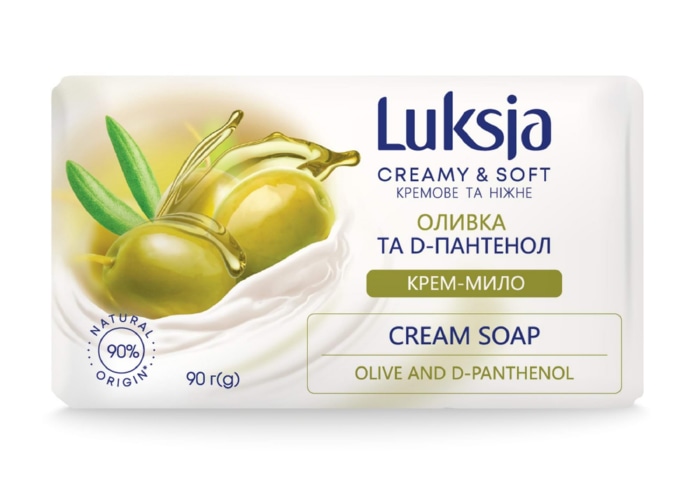 Luksja
CREAMY & SOFT
КРЕМОВЕ ТА НІЖНЕ
ОЛИВКА
ТА D-ПАНТЕНОЛ
КРЕМ-МИЛО
CREAM SOAP
OLIVE AND D-PANTHENOL
NATURAL
90%
ORIGIN*
90 г(g)